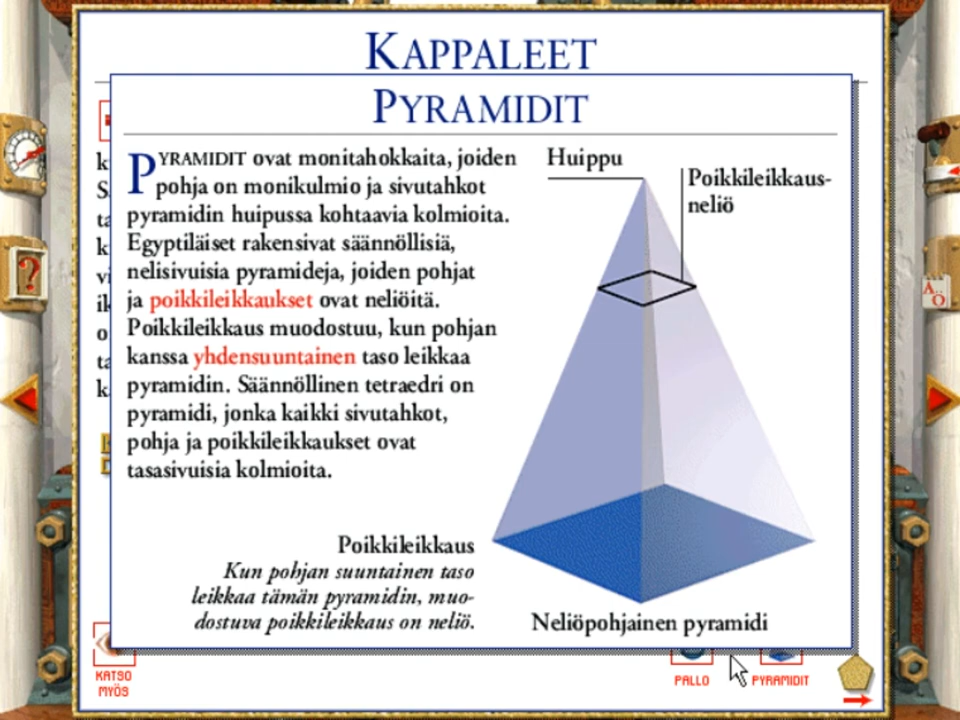 KAPPALEET
PYRAMIDIT
PYRAMIDIT ovat monitahokkaita, joiden
pohja on monikulmio ja sivutahkot
pyramidin huipussa kohtaavia kolmioita.
Egyptiläiset rakensivat säännöllisiä,
nelisivuisia pyramideja, joiden pohjat
ja poikkileikkaukset ovat neliöitä.
Poikkileikkaus muodostuu, kun pohjan
kanssa yhdensuuntainen taso leikkaa
pyramidin. Säännöllinen tetraedri on
pyramidi, jonka kaikki sivutahkot,
pohja ja poikkileikkaukset ovat
tasasivuisia kolmioita.
Huippu
Poikkileikkaus-
neliö
Poikkileikkaus
Kun pohjan suuntainen taso
leikkaa tämän pyramidin, muo-
dostuva poikkileikkaus on neliö.
Neliöpohjainen pyramidi
KATSO
MYÖS
PALLO
PYRAMIDIT